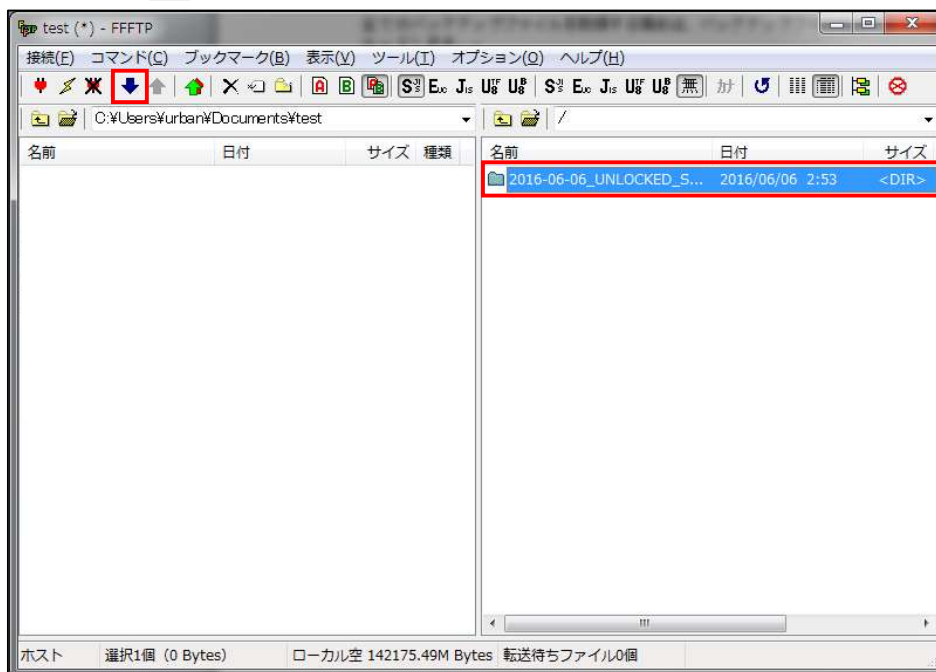 test (*) - FFFTP
接続(F) コマンド(C) ブックマーク(B) 表示(V) ツール(T) オプション(O) ヘルプ(H)
A B S E J U U S E J U U 無 ｶﾅ
C:¥Users¥urban¥Documents¥test /
名前 日付 サイズ 種類 名前 日付 サイズ
2016-06-06_UNLOCKED_S... 2016/06/06 2:53 <DIR>
ホスト 選択1個 (0 Bytes) ローカル空 142175.49M Bytes 転送待ちファイル0個